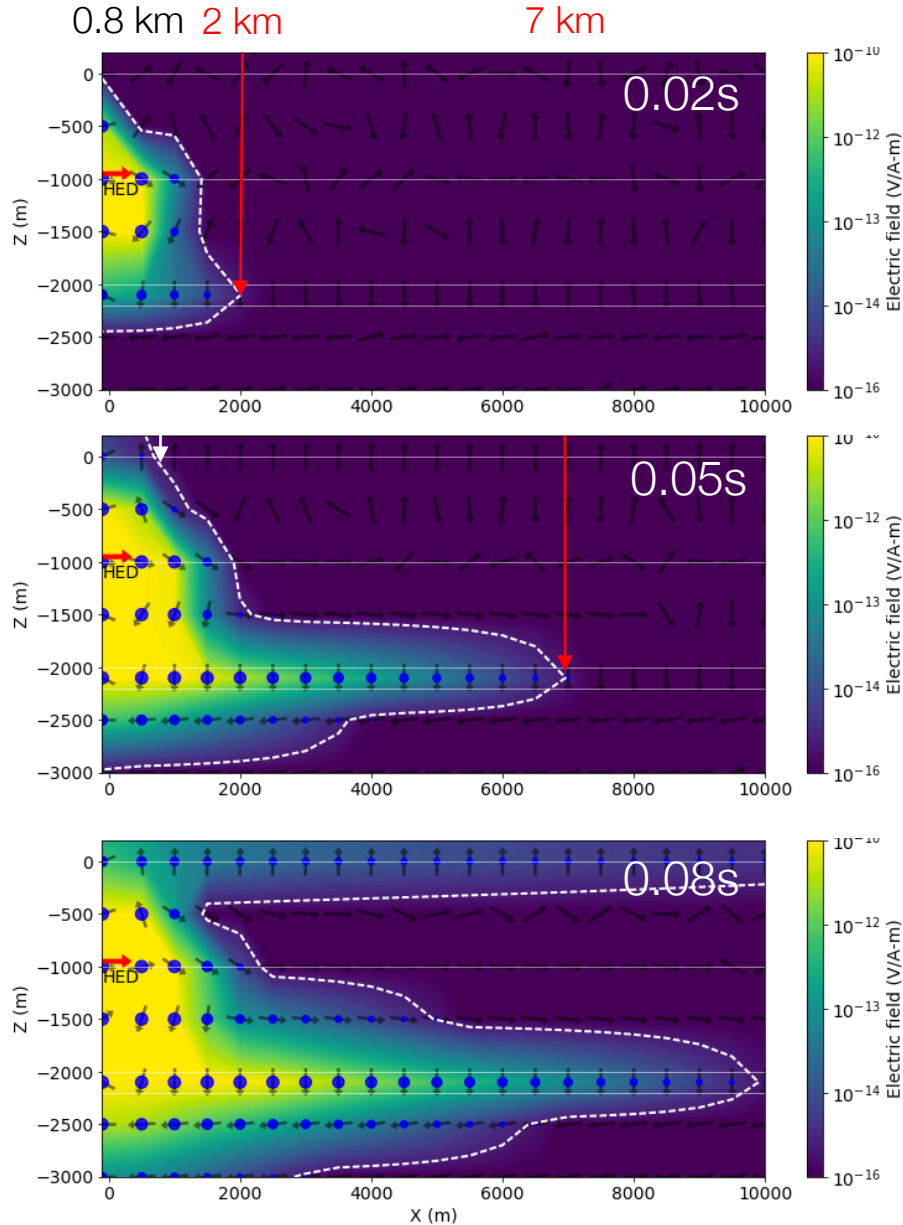 0.8 km 2 km 7 km
0.02s
HED
0
−500
−1000
−1500
−2000
−2500
−3000
Z (m)
0 2000 4000 6000 8000 10000
10⁻¹⁰
10⁻¹²
10⁻¹³
10⁻¹⁴
10⁻¹⁶
Electric field (V/A-m)
0.05s
HED
0
−500
−1000
−1500
−2000
−2500
−3000
Z (m)
0 2000 4000 6000 8000 10000
10⁻¹²
10⁻¹³
10⁻¹⁴
10⁻¹⁶
Electric field (V/A-m)
0.08s
HED
0
−500
−1000
−1500
−2000
−2500
−3000
Z (m)
0 2000 4000 6000 8000 10000
X (m)
10⁻¹⁰
10⁻¹²
10⁻¹³
10⁻¹⁴
10⁻¹⁶
Electric field (V/A-m)